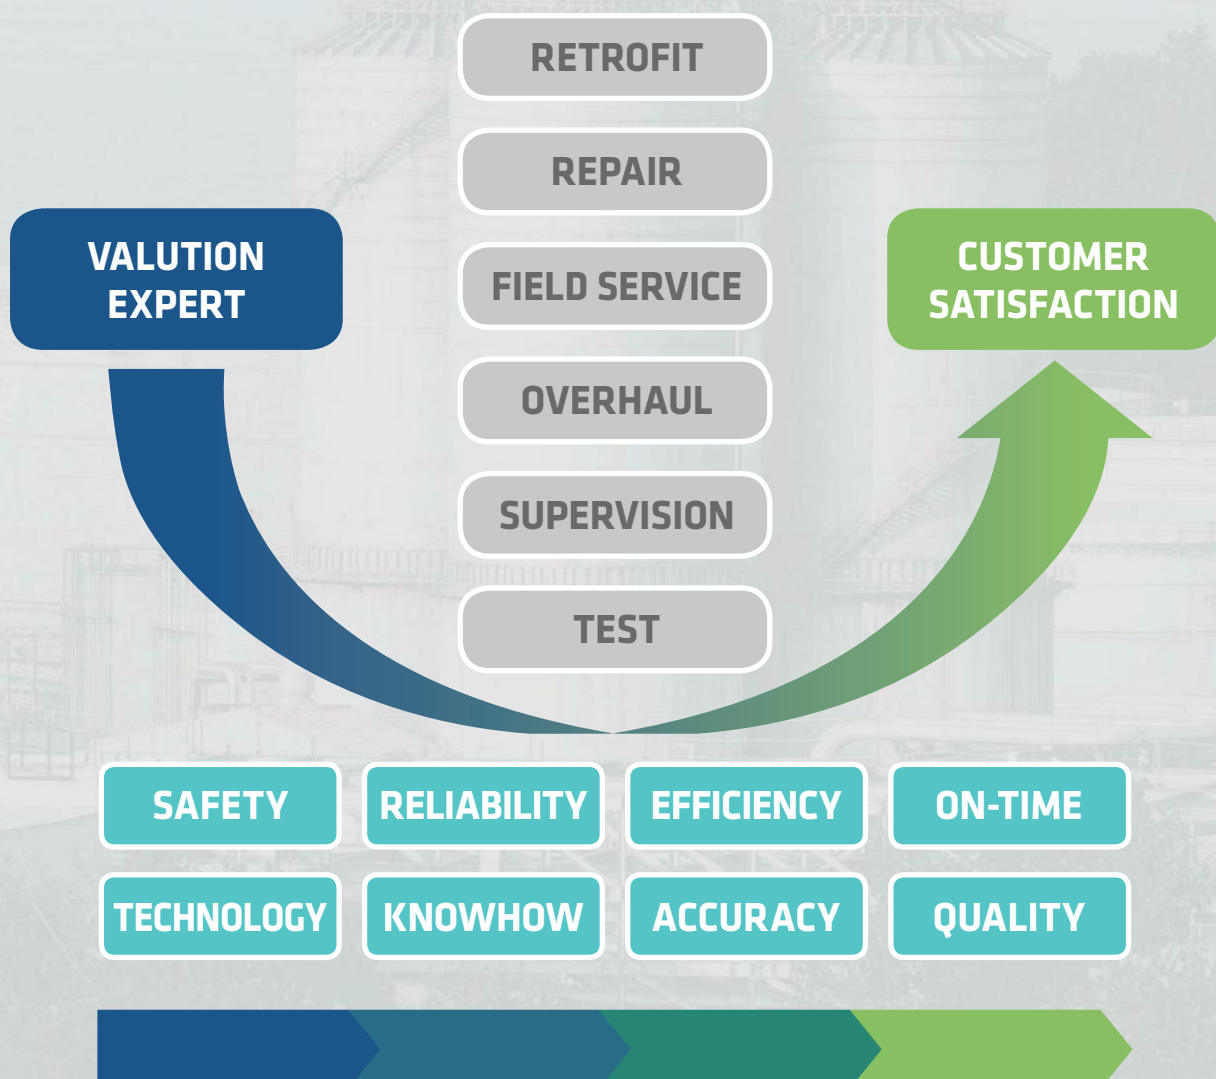 RETROFIT
REPAIR
VALUTION
EXPERT
FIELD SERVICE
CUSTOMER
SATISFACTION
OVERHAUL
SUPERVISION
TEST
SAFETY
RELIABILITY
EFFICIENCY
ON-TIME
TECHNOLOGY
KNOWHOW
ACCURACY
QUALITY